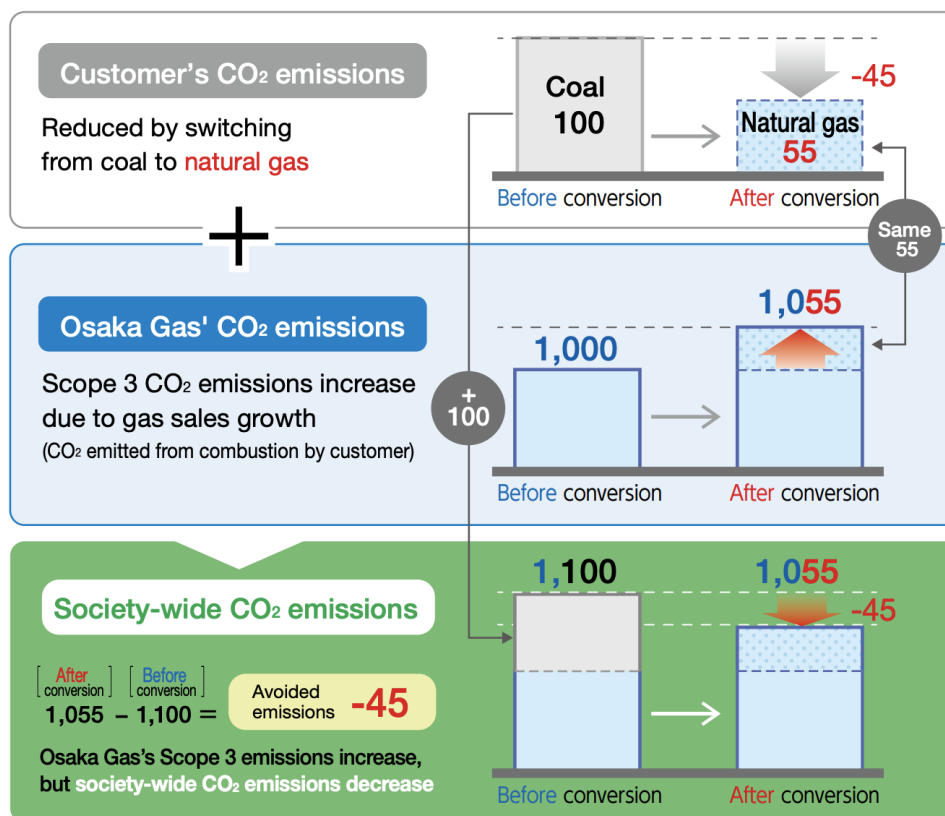 Customer's CO₂ emissions
Reduced by switching
from coal to natural gas
Coal
100
-45
Natural gas
55
Before conversion
After conversion
Same
55
+
Osaka Gas' CO₂ emissions
Scope 3 CO₂ emissions increase
due to gas sales growth
(CO₂ emitted from combustion by customer)
+
100
1,000
1,055
Before conversion
After conversion
Society-wide CO₂ emissions
[After conversion] [Before conversion]
1,055 – 1,100 =
Avoided
emissions -45
Osaka Gas's Scope 3 emissions increase,
but society-wide CO₂ emissions decrease
1,100
1,055
-45
Before conversion
After conversion